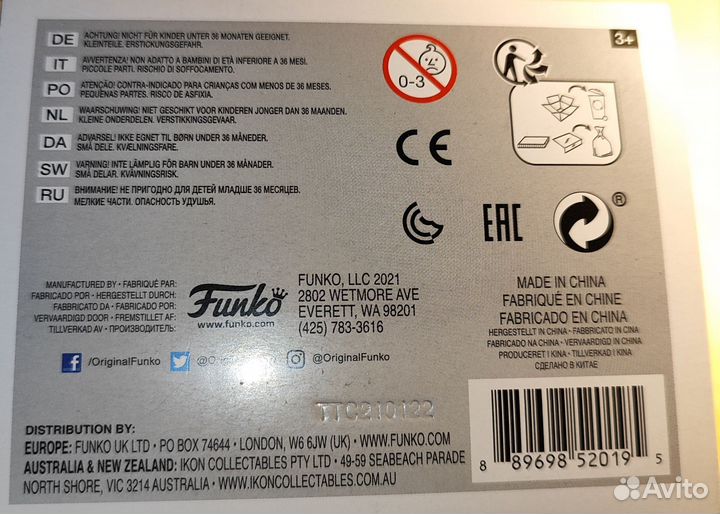 DE ACHTUNG! NICHT FÜR KINDER UNTER 36 MONATEN GEEIGNET.
KLEINTEILE. ERSTICKUNGSGEFAHR.
IT AVVERTENZA! NON ADATTO A BAMBINI DI ETÀ INFERIORE A 36 MESI.
PICCOLE PARTI. RISCHIO DI SOFFOCAMENTO.
PO ATENÇÃO! CONTRA-INDICADO PARA CRIANÇAS COM MENOS DE 36 MESES.
PEQUENAS PARTES. RISCO DE ASFIXIA.
NL WAARSCHUWING! NIET GESCHIKT VOOR KINDEREN JONGER DAN 36 MAANDEN.
KLEINE ONDERDELEN. VERSTIKKINGSGEVAAR.
DA ADVARSEL! IKKE EGNET TIL BØRN UNDER 36 MÅNEDER.
SMÅ DELE. KVÆLNINGSFARE.
SW VARNING! INTE LÄMPLIG FÖR BARN UNDER 36 MÅNADER.
SMÅ DELAR. KVÄVNINGSRISK.
RU ВНИМАНИЕ! НЕ ПРИГОДНО ДЛЯ ДЕТЕЙ МЛАДШЕ 36 МЕСЯЦЕВ.
МЕЛКИЕ ЧАСТИ. ОПАСНОСТЬ УДУШЬЯ.
0-3
3+
CE
EAC
®
MANUFACTURED BY • FABRIQUÉ PAR:
FABRICADO POR • HERGESTELLT DURCH:
FABBRICATO DA • FABRICADO POR:
VERVAARDIGD DOOR • FREMSTILLET AF:
TILLVERKAD AV • ПРОИЗВОДИТЕЛЬ:
Funko
www.funko.com
FUNKO, LLC 2021
2802 WETMORE AVE
EVERETT, WA 98201
(425) 783-3616
MADE IN CHINA
FABRIQUÉ EN CHINE
FABRICADO EN CHINA
HERGESTELLT IN CHINA • FABBRICATO IN CINA
FABRICADO NA CHINA • VERVAARDIGD IN CHINA
PRODUCERET I KINA • TILLVERKAD I KINA
СДЕЛАНО В КИТАЕ
/OriginalFunko
@OriginalFunko
TTC210122
DISTRIBUTION BY:
EUROPE: FUNKO UK LTD • PO BOX 74644 • LONDON, W6 6JW (UK) • WWW.FUNKO.COM
AUSTRALIA & NEW ZEALAND: IKON COLLECTABLES PTY LTD • 49-59 SEABEACH PARADE
NORTH SHORE, VIC 3214 AUSTRALIA • WWW.IKONCOLLECTABLES.COM.AU
8 89698 52019 5
Avito